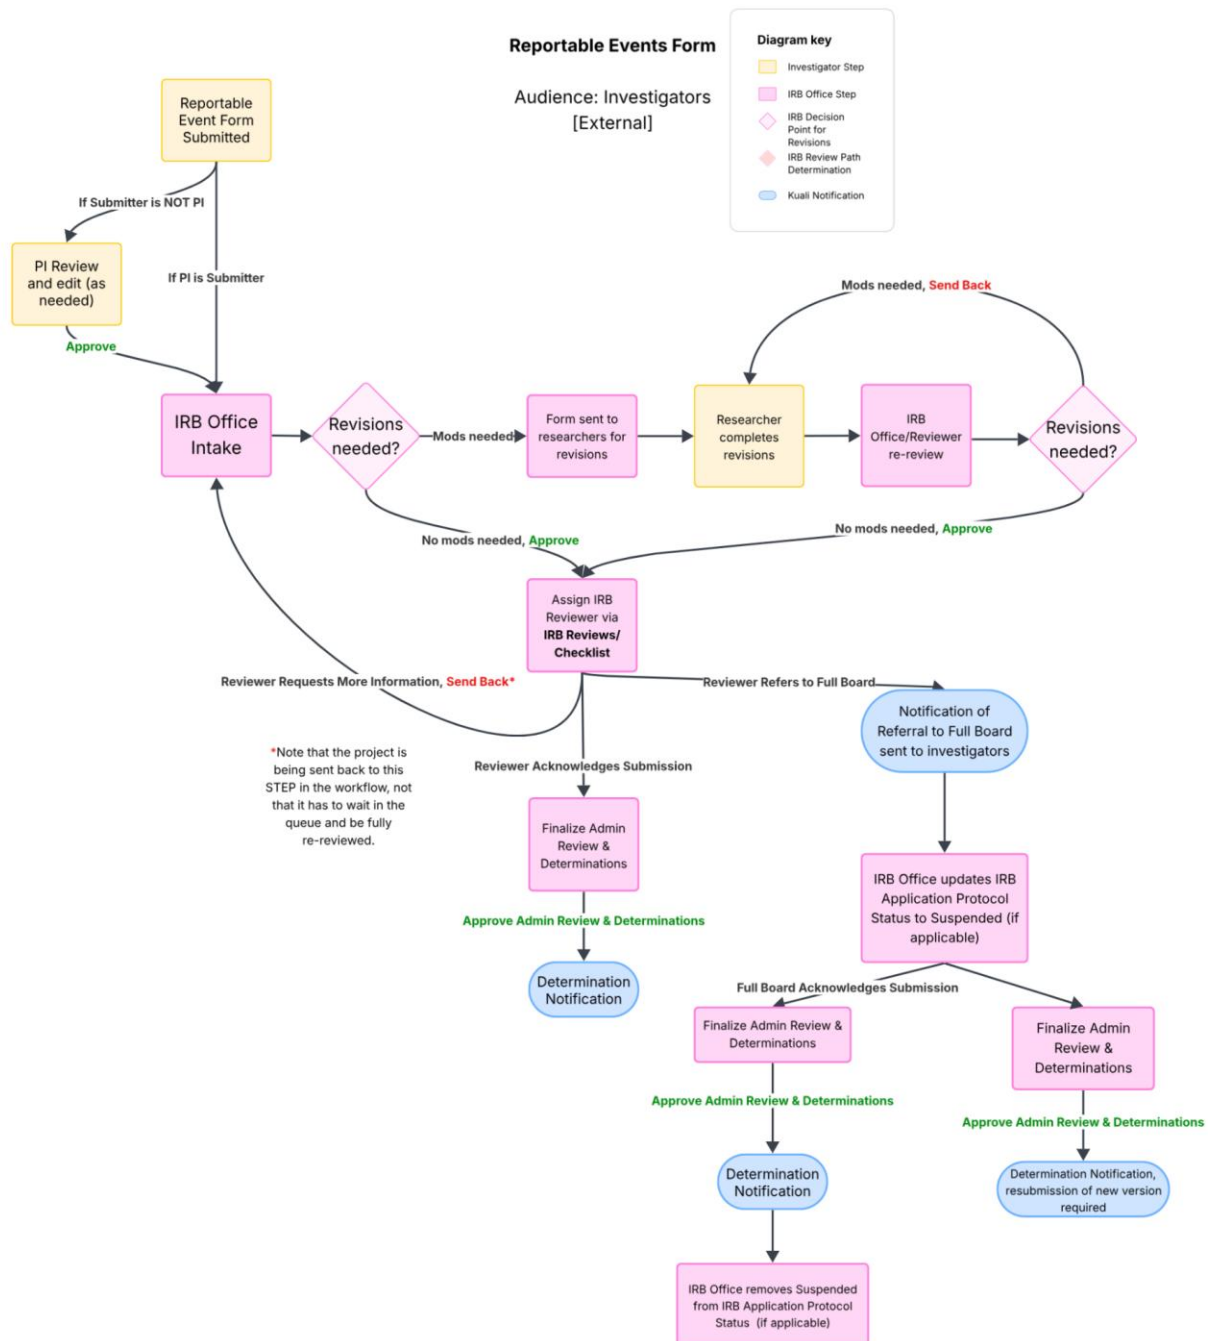 Reportable Events Form
Audience: Investigators
[External]
Diagram key
Investigator Step
IRB Office Step
IRB Decision
Point for
Revisions
IRB Review Path
Determination
Kuali Notification
Reportable
Event Form
Submitted
If Submitter is NOT PI
PI Review
and edit (as
needed)
If PI is Submitter
Approve
IRB Office
Intake
Revisions
needed?
Mods needed
Form sent to
researchers for
revisions
Researcher
completes
revisions
IRB
Office/Reviewer
re-review
Revisions
needed?
Mods needed, Send Back
No mods needed, Approve
No mods needed, Approve
Assign IRB
Reviewer via
IRB Reviews/
Checklist
Reviewer Requests More Information, Send Back*
*Note that the project is
being sent back to this
STEP in the workflow, not
that it has to wait in the
queue and be fully
re-reviewed.
Reviewer Acknowledges Submission
Finalize Admin
Review &
Determinations
Approve Admin Review & Determinations
Determination
Notification
Reviewer Refers to Full Board
Notification of
Referral to Full Board
sent to investigators
IRB Office updates IRB
Application Protocol
Status to Suspended (if
applicable)
Full Board Acknowledges Submission
Finalize Admin Review &
Determinations
Approve Admin Review & Determinations
Determination
Notification
IRB Office removes Suspended
from IRB Application Protocol
Status (if applicable)
Finalize Admin
Review &
Determinations
Approve Admin Review & Determinations
Determination Notification,
resubmission of new version
required